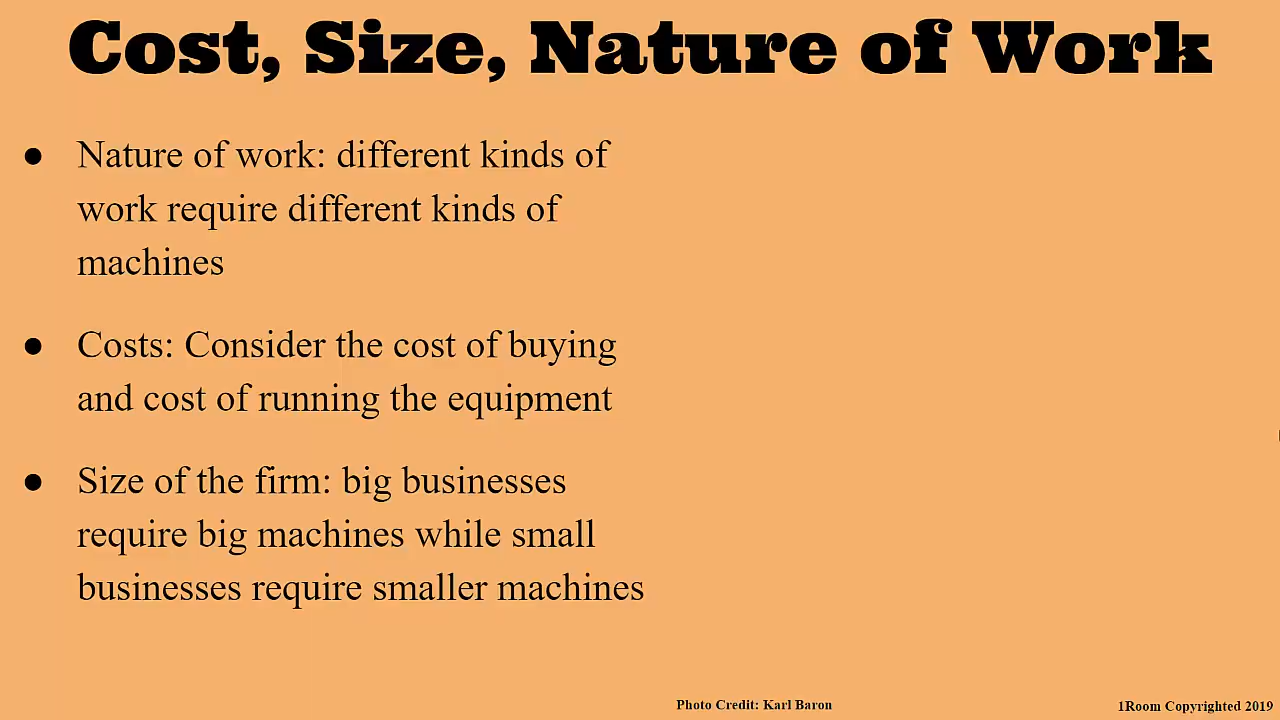 Cost, Size, Nature of Work
● Nature of work: different kinds of
work require different kinds of
machines
● Costs: Consider the cost of buying
and cost of running the equipment
● Size of the firm: big businesses
require big machines while small
businesses require smaller machines
Photo Credit: Karl Baron
1Room Copyrighted 2019